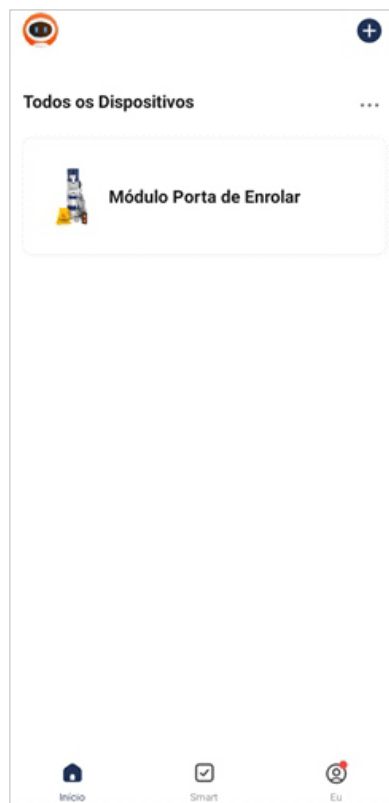 Todos os Dispositivos
Módulo Porta de Enrolar
Início
Smart
Eu